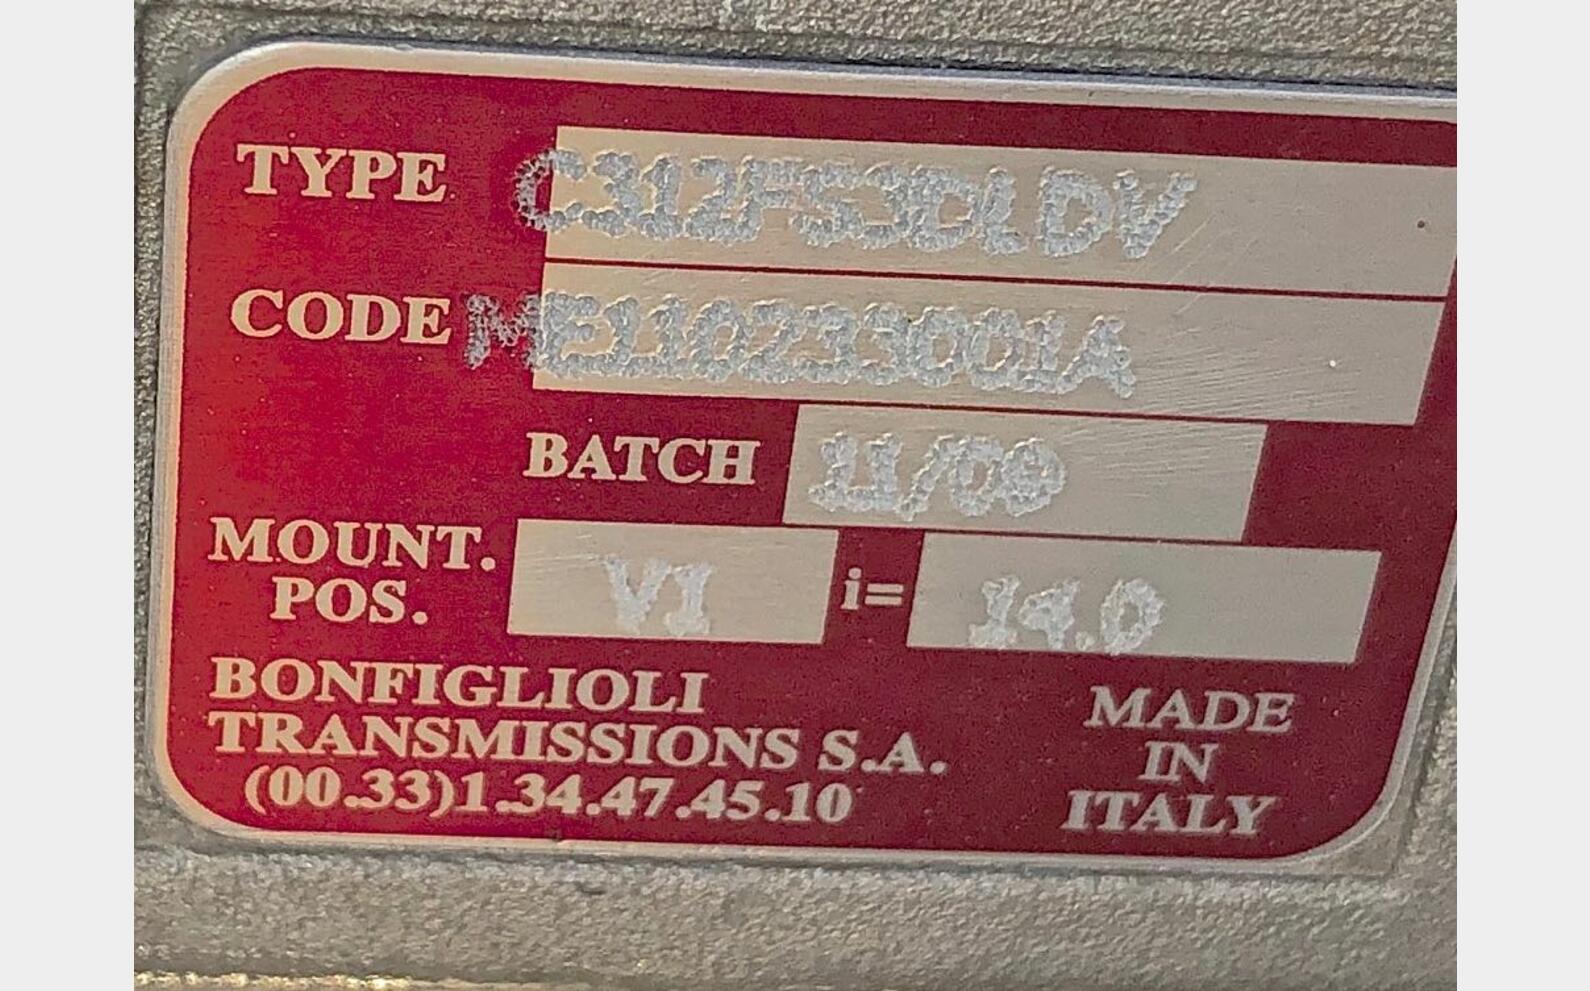 TYPE C312FS3DLDV
CODE ME110233001A
BATCH 11/09
MOUNT. POS. V1 i= 14.0
BONFIGLIOLI
TRANSMISSIONS S.A.
(00.33)1.34.47.45.10
MADE
IN
ITALY